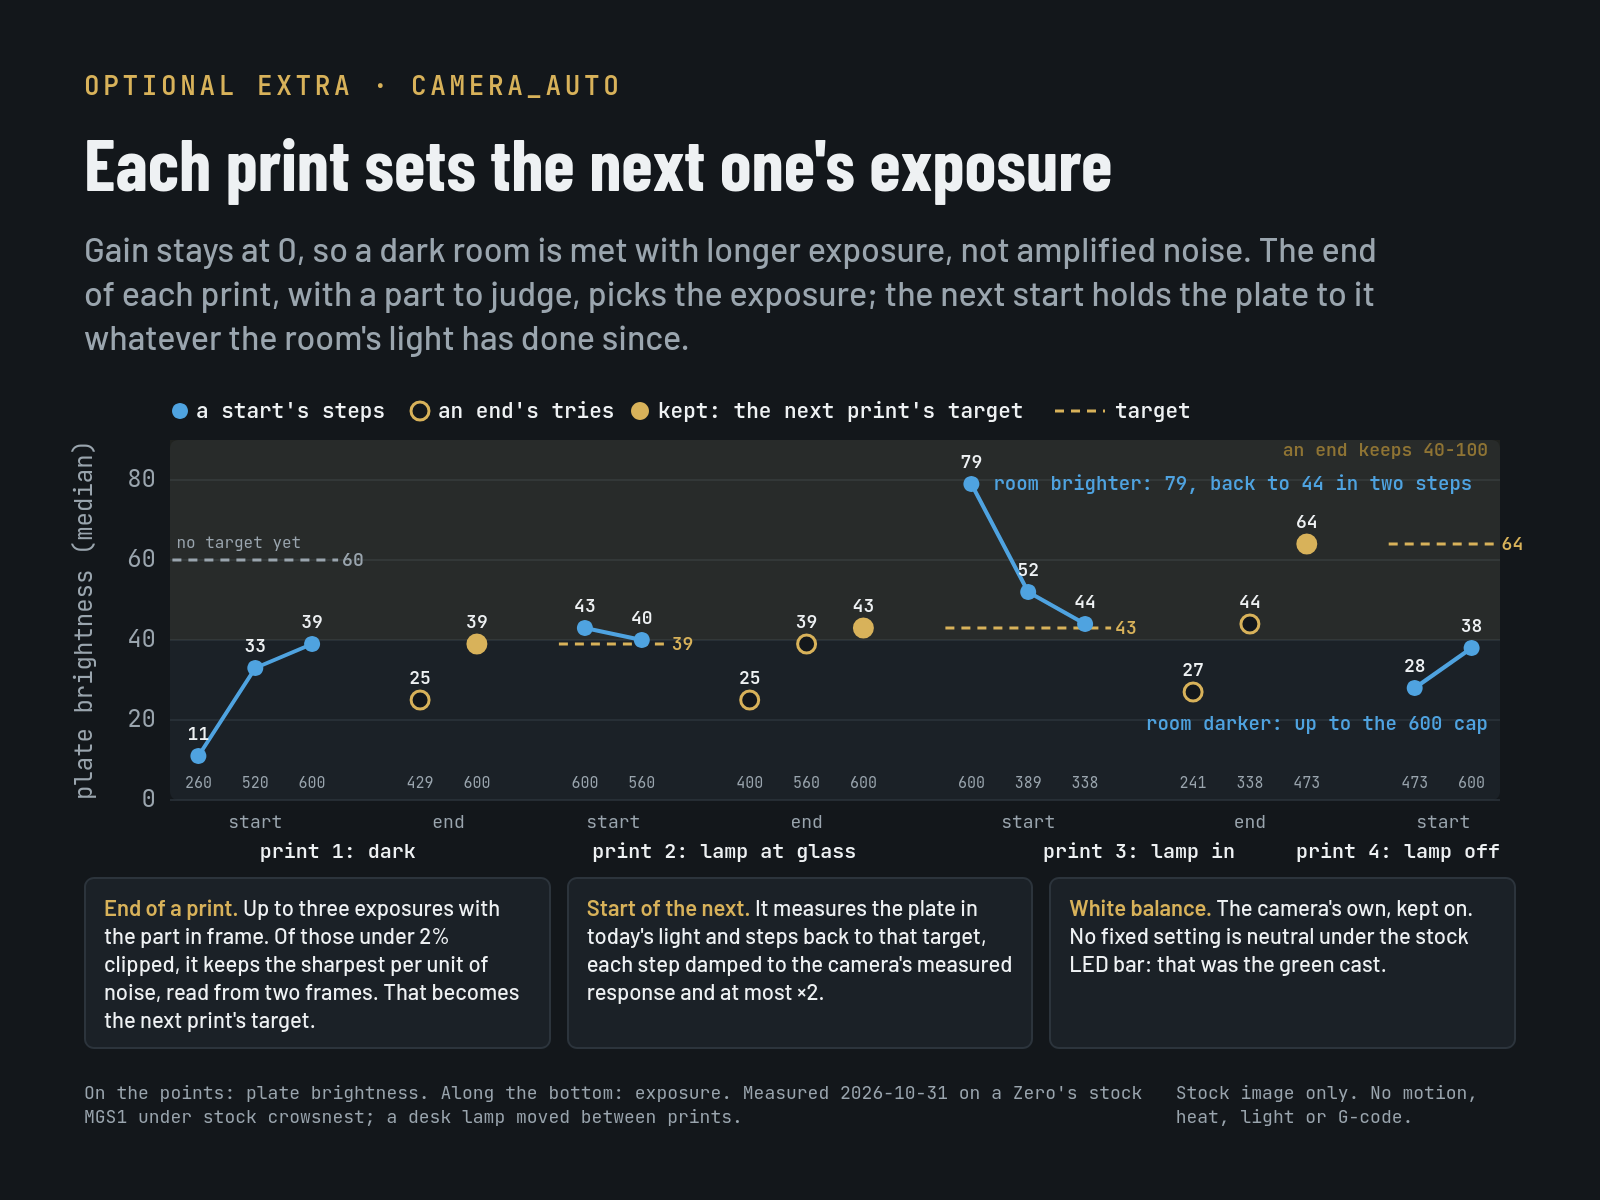 OPTIONAL EXTRA · CAMERA_AUTO
Each print sets the next one's exposure
Gain stays at 0, so a dark room is met with longer exposure, not amplified noise. The end
of each print, with a part to judge, picks the exposure; the next start holds the plate to it
whatever the room's light has done since.
a start's steps an end's tries kept: the next print's target target
plate brightness (median)
an end keeps 40-100
79
80
room brighter: 79, back to 44 in two steps
64
no target yet
64
60
60
52
43
44
44
39
39
40
39
43
43
40
33
39
38
25
25
27
28
20
room darker: up to the 600 cap
11
260 520 600 429 600 600 560 400 560 600 600 389 338 241 338 473 473 600
0
start end start end start end start
print 1: dark print 2: lamp at glass print 3: lamp in print 4: lamp off
End of a print. Up to three exposures with
the part in frame. Of those under 2%
clipped, it keeps the sharpest per unit of
noise, read from two frames. That becomes
the next print's target.
Start of the next. It measures the plate in
today's light and steps back to that target,
each step damped to the camera's measured
response and at most ×2.
White balance. The camera's own, kept on.
No fixed setting is neutral under the stock
LED bar: that was the green cast.
On the points: plate brightness. Along the bottom: exposure. Measured 2026-10-31 on a Zero's stock
MGS1 under stock crowsnest; a desk lamp moved between prints.
Stock image only. No motion,
heat, light or G-code.